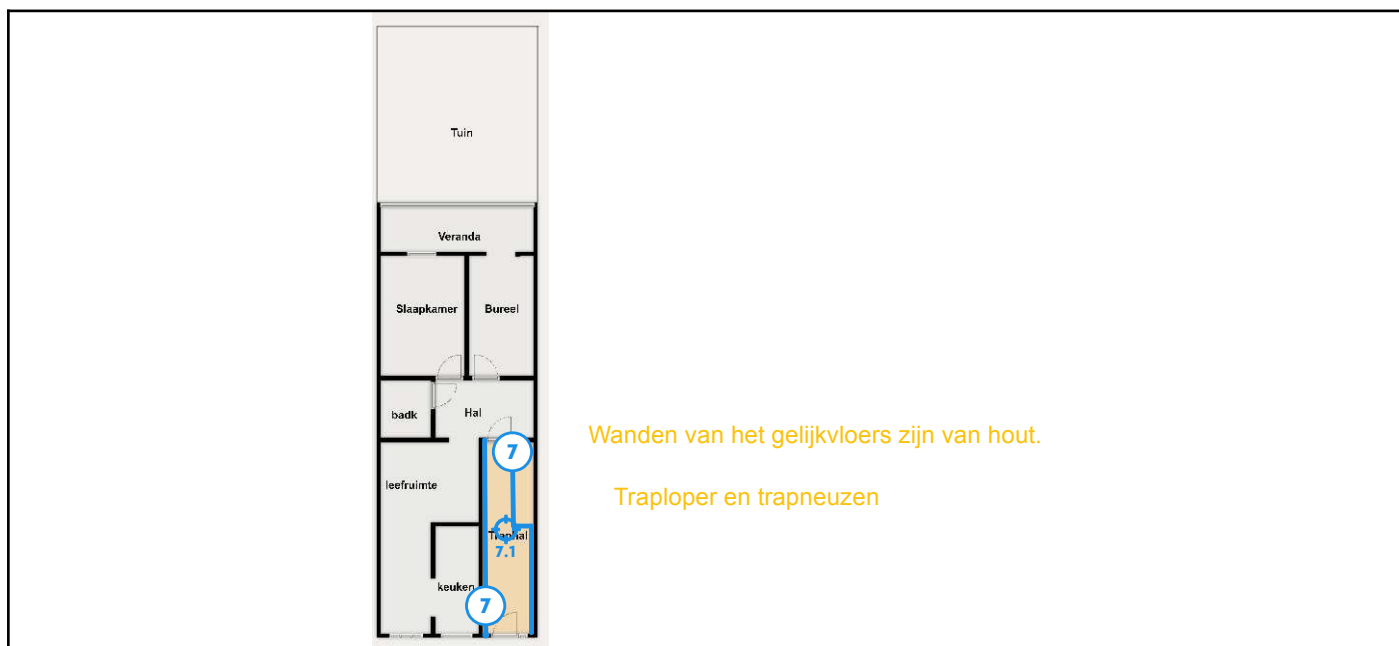 Tuin
Veranda
Slaapkamer
Bureel
badk
Hal
Wanden van het gelijkvloers zijn van hout.
7
leefruimte
Traploper en trapneuzen
Traphal
7.1
keuken
7